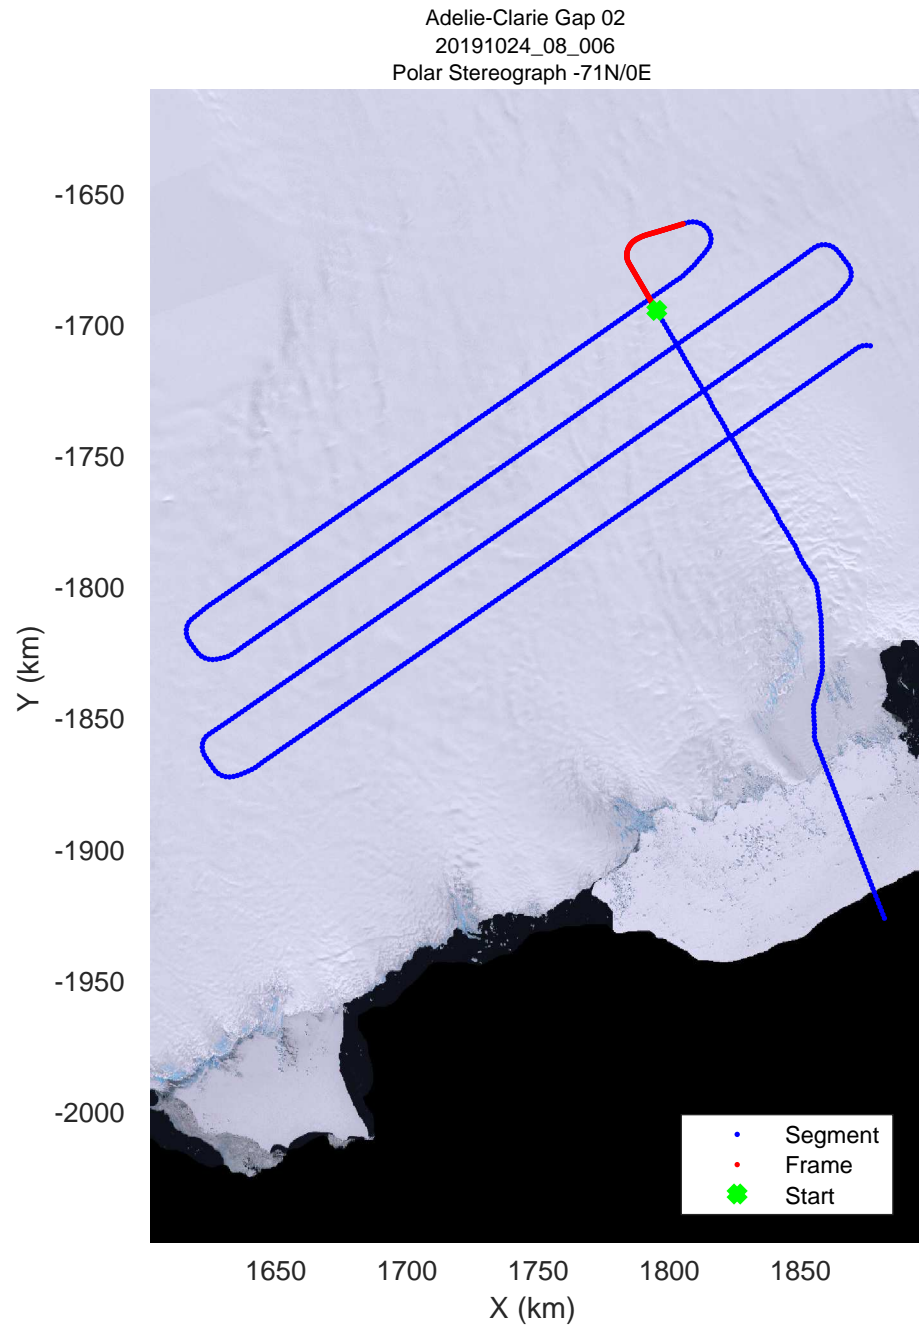 Adelie-Clarie Gap 02
20191024_08_006
Polar Stereograph -71N/0E
-1650
-1700
-1750
-1800
-1850
-1900
-1950
-2000
Y (km)
1650
1700
1750
1800
1850
X (km)
Segment
Frame
Start